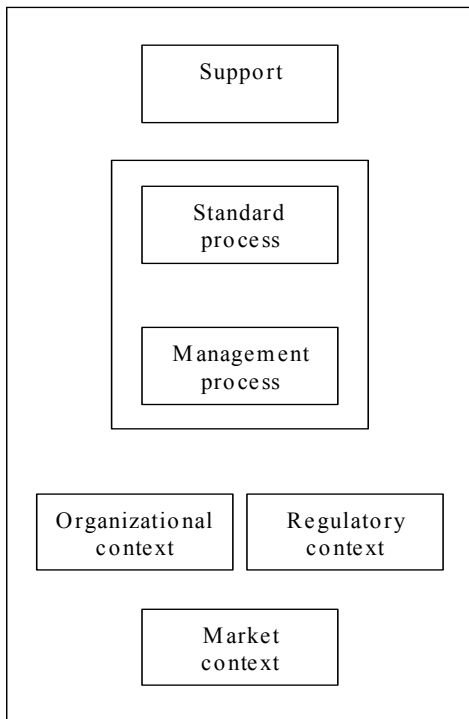 Support
Standard
process
Management
process
Organizational
context
Regulatory
context
Market
context